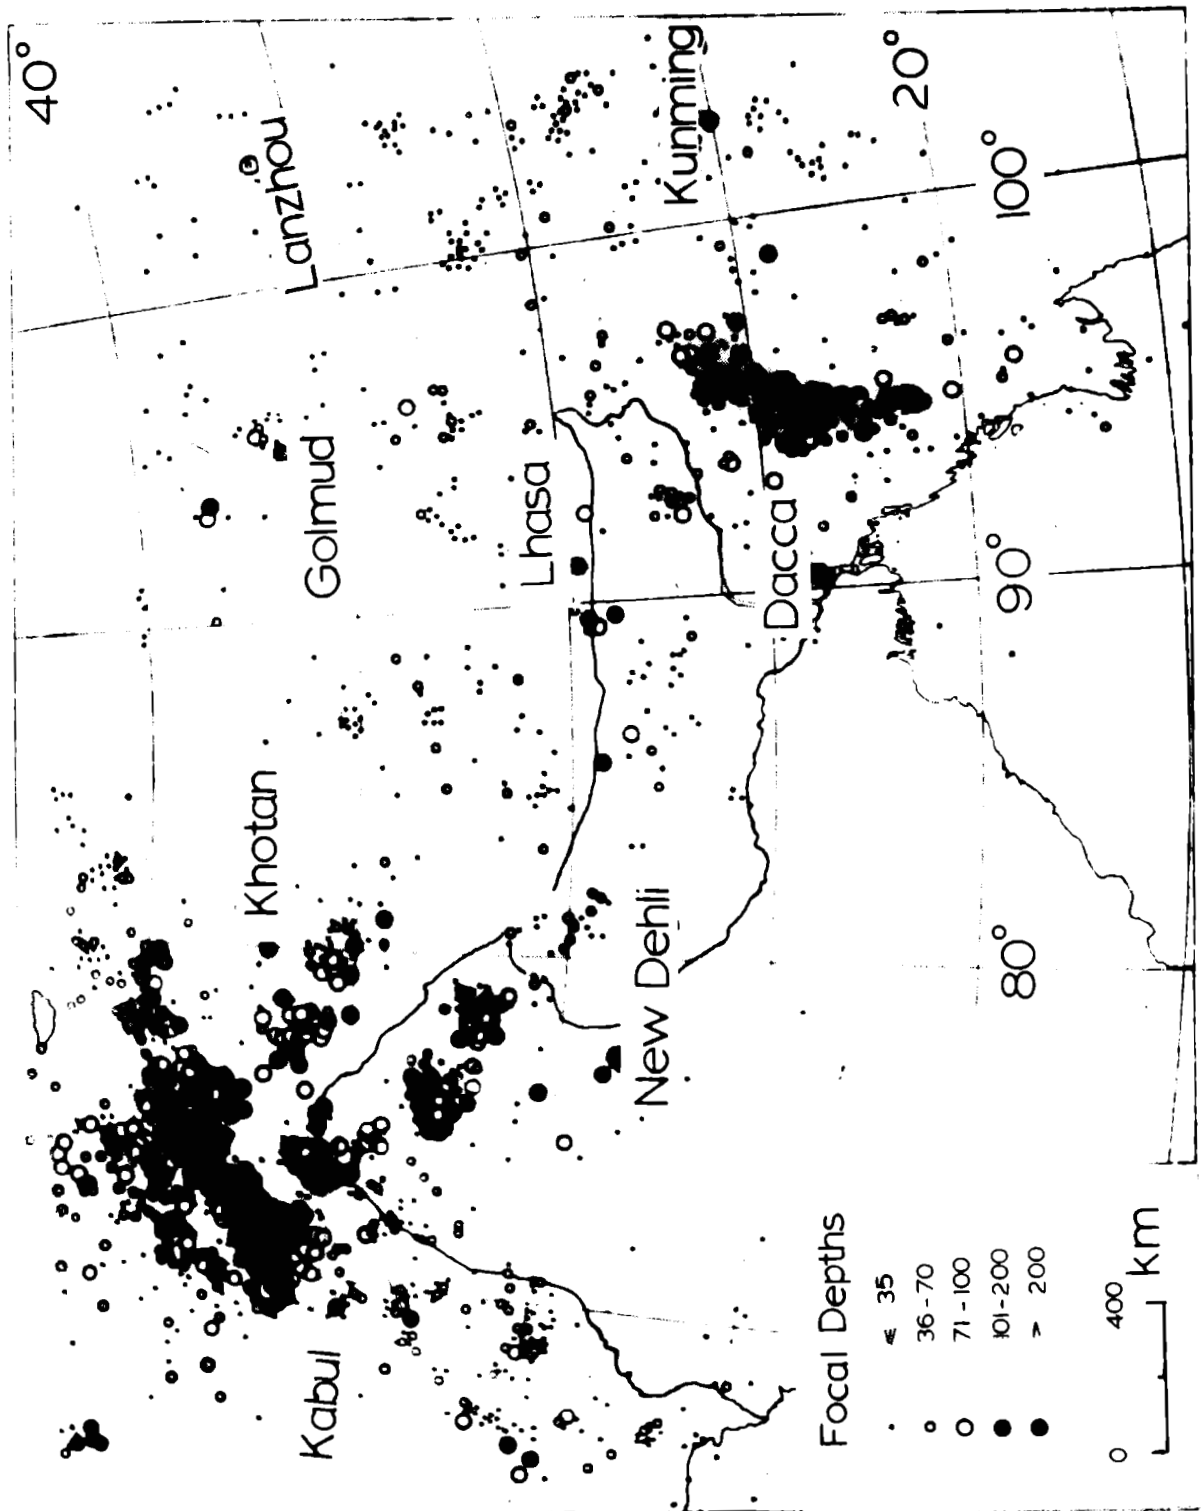 40°
Lanzhou
Kunming
20°
100°
Golmud
Lhasa
Dacca
90°
Khotan
New Dehli
80°
Kabul
Focal Depths
≤ 35
36-70
71-100
101-200
> 200
0 400
km